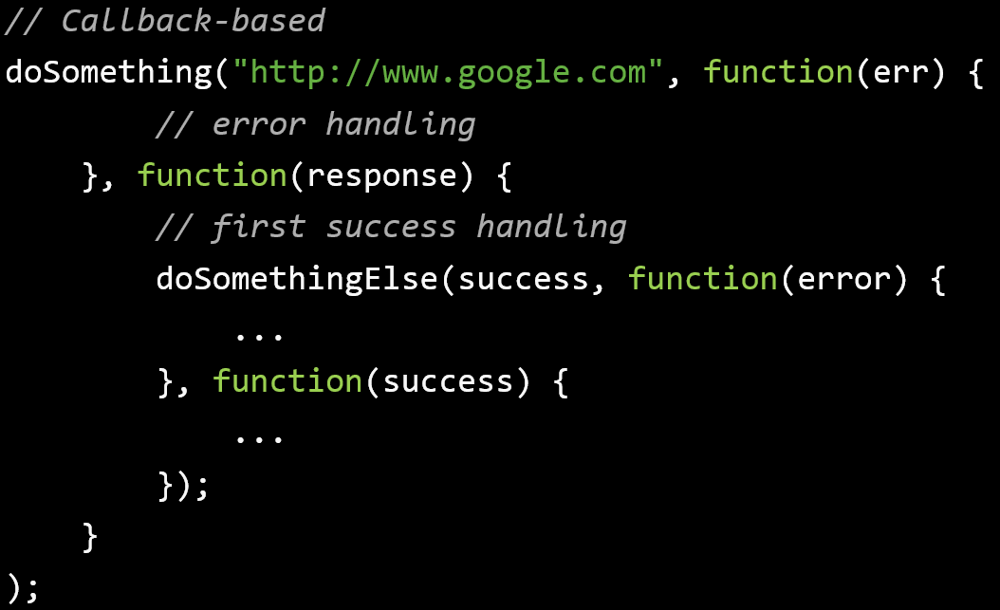 // Callback-based
doSomething("http://www.google.com", function(err) {
        // error handling
    }, function(response) {
        // first success handling
        doSomethingElse(success, function(error) {
            ...
        }, function(success) {
            ...
        });
    }
);